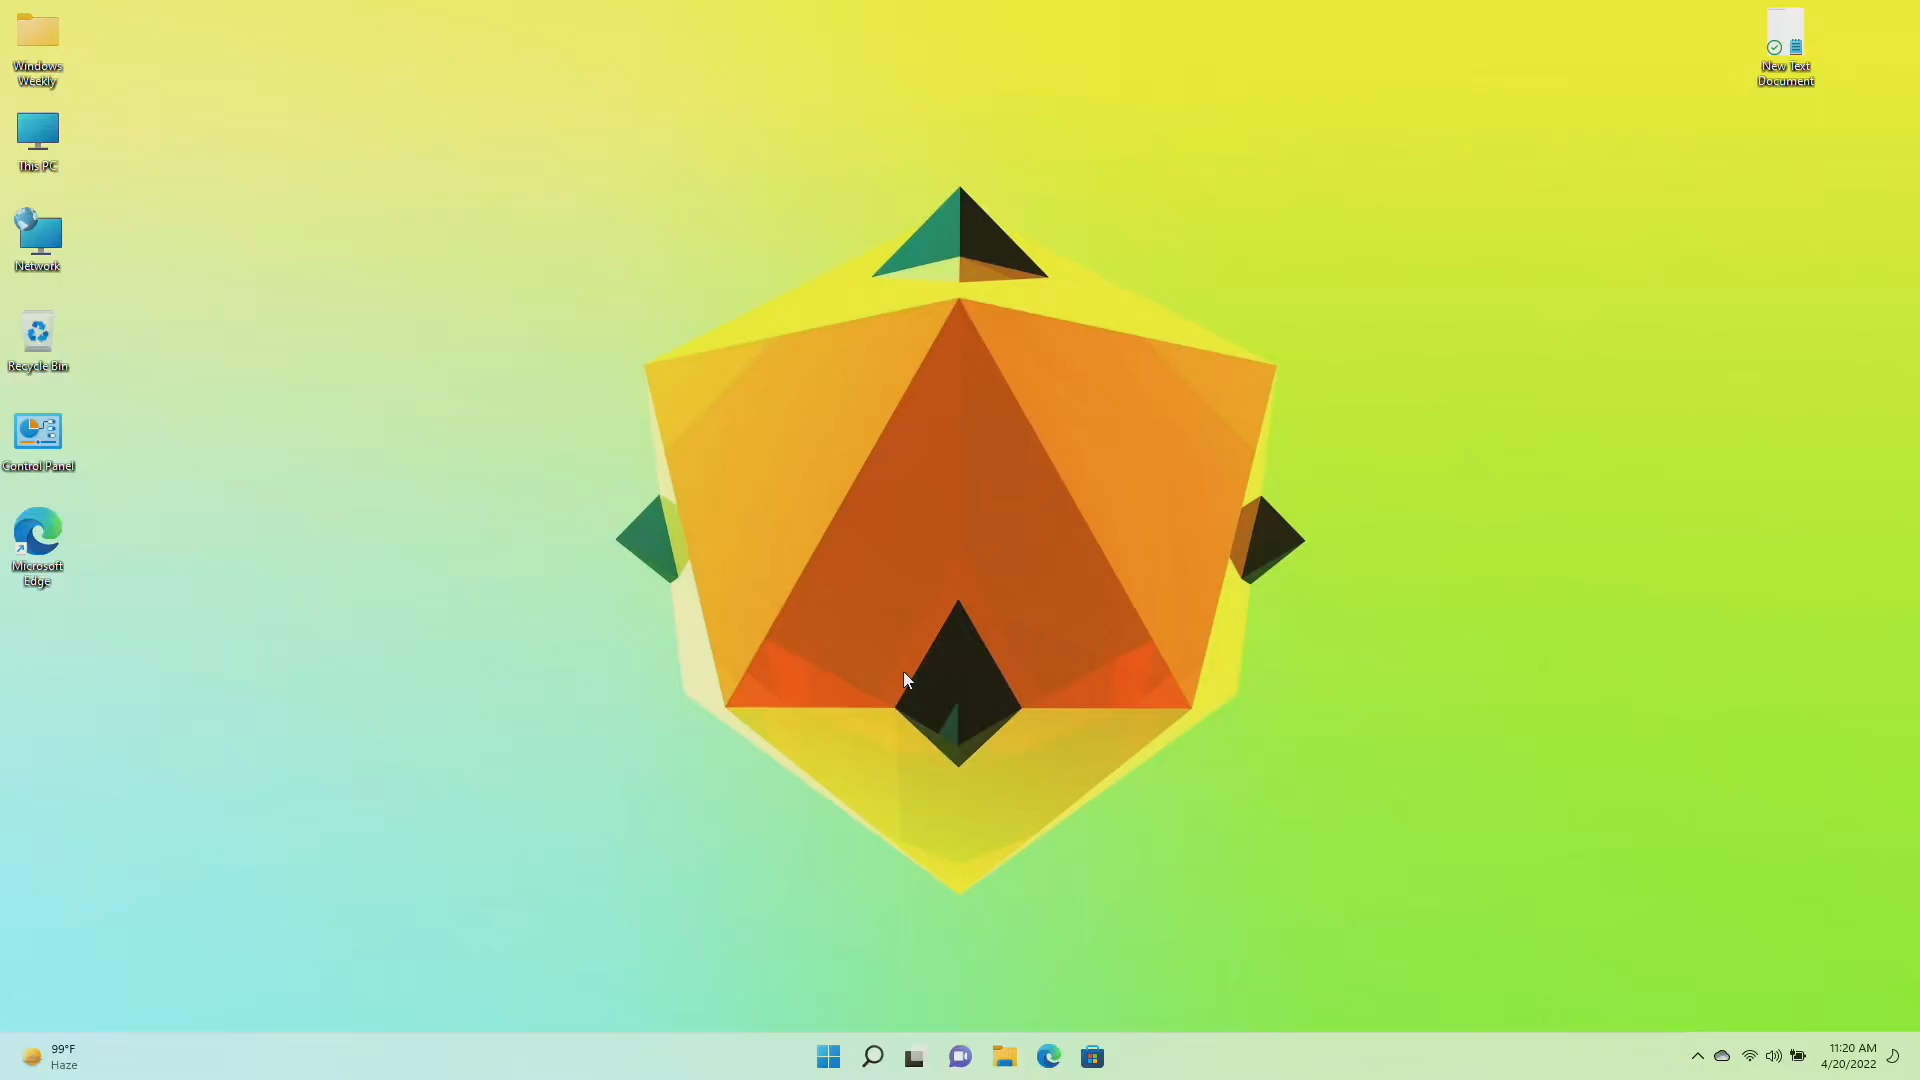 Windows
Weekly
This PC
Network
Recycle Bin
Control Panel
Microsoft
Edge
New Text
Document
99°F
Haze
11:20 AM
4/20/2022